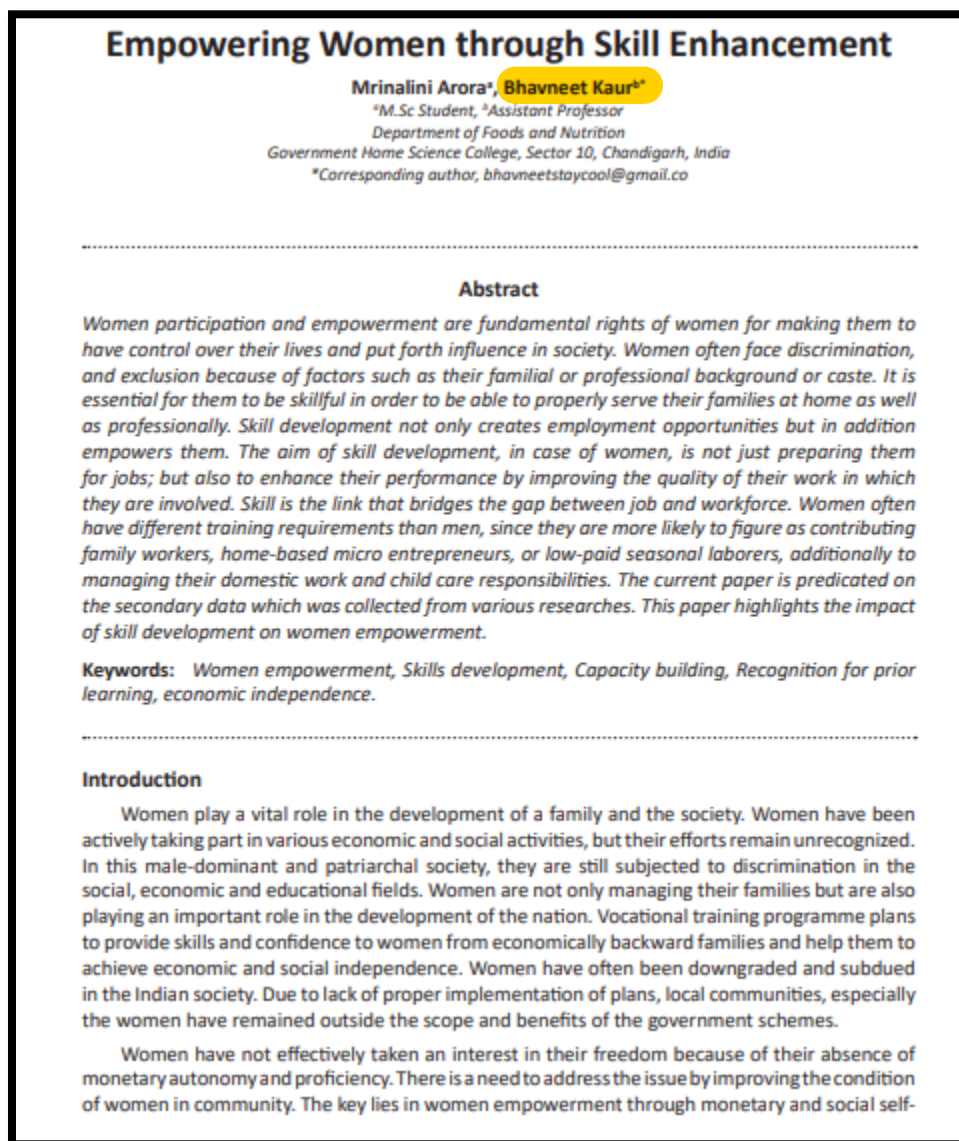 Empowering Women through Skill Enhancement
Mrinalini Aroraᵃ, Bhavneet Kaurᵇ*
ᵃM.Sc Student, ᵇAssistant Professor
Department of Foods and Nutrition
Government Home Science College, Sector 10, Chandigarh, India
*Corresponding author, bhavneetstaycool@gmail.co
Abstract
Women participation and empowerment are fundamental rights of women for making them to
have control over their lives and put forth influence in society. Women often face discrimination,
and exclusion because of factors such as their familial or professional background or caste. It is
essential for them to be skillful in order to be able to properly serve their families at home as well
as professionally. Skill development not only creates employment opportunities but in addition
empowers them. The aim of skill development, in case of women, is not just preparing them
for jobs; but also to enhance their performance by improving the quality of their work in which
they are involved. Skill is the link that bridges the gap between job and workforce. Women often
have different training requirements than men, since they are more likely to figure as contributing
family workers, home-based micro entrepreneurs, or low-paid seasonal laborers, additionally to
managing their domestic work and child care responsibilities. The current paper is predicated on
the secondary data which was collected from various researches. This paper highlights the impact
of skill development on women empowerment.
Keywords: Women empowerment, Skills development, Capacity building, Recognition for prior
learning, economic independence.
Introduction
Women play a vital role in the development of a family and the society. Women have been
actively taking part in various economic and social activities, but their efforts remain unrecognized.
In this male-dominant and patriarchal society, they are still subjected to discrimination in the
social, economic and educational fields. Women are not only managing their families but are also
playing an important role in the development of the nation. Vocational training programme plans
to provide skills and confidence to women from economically backward families and help them to
achieve economic and social independence. Women have often been downgraded and subdued
in the Indian society. Due to lack of proper implementation of plans, local communities, especially
the women have remained outside the scope and benefits of the government schemes.
Women have not effectively taken an interest in their freedom because of their absence of
monetary autonomy and proficiency. There is a need to address the issue by improving the condition
of women in community. The key lies in women empowerment through monetary and social self-